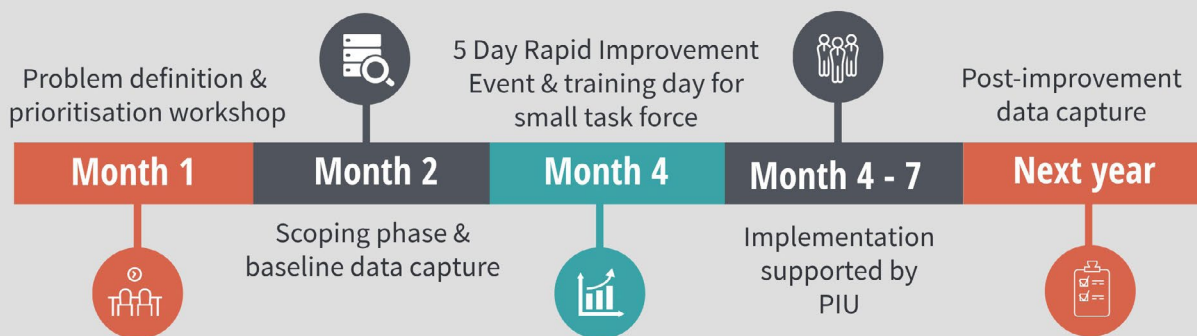 Problem definition &
prioritisation workshop
Month 1
Month 2
Scoping phase &
baseline data capture
5 Day Rapid Improvement
Event & training day for
small task force
Month 4
Month 4 - 7
Implementation
supported by
PIU
Post-improvement
data capture
Next year